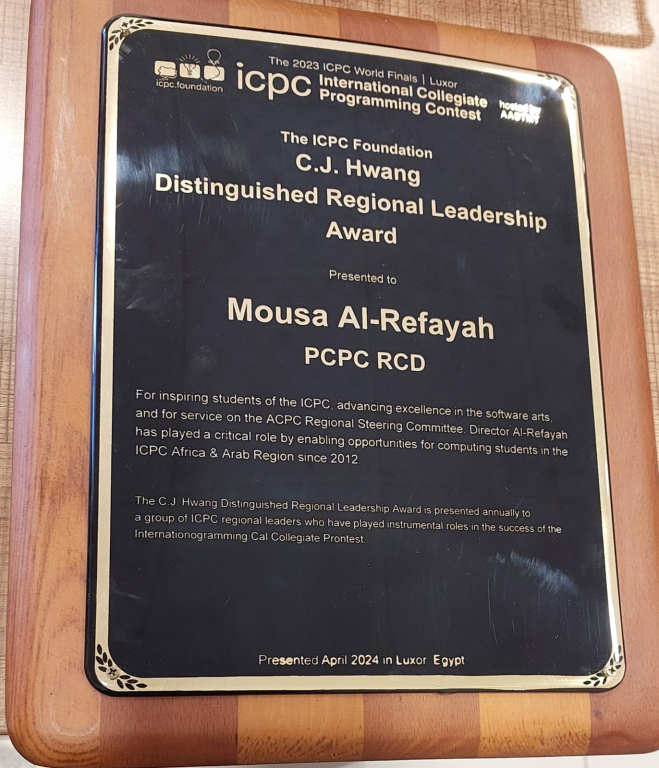 The 2023 ICPC World Finals | Luxor
icpc.foundation
icpc International Collegiate
Programming Contest
hosted by
AASTMT
The ICPC Foundation
C.J. Hwang
Distinguished Regional Leadership
Award
Presented to
Mousa Al-Refayah
PCPC RCD
For inspiring students of the ICPC, advancing excellence in the software arts,
and for service on the ACPC Regional Steering Committee. Director Al-Refayah
has played a critical role by enabling opportunities for computing students in the
ICPC Africa & Arab Region since 2012.
The C.J. Hwang Distinguished Regional Leadership Award is presented annually to
a group of ICPC regional leaders who have played instrumental roles in the success of the
Internationogramming Cal Collegiate Prontest.
Presented April 2024 in Luxor Egypt